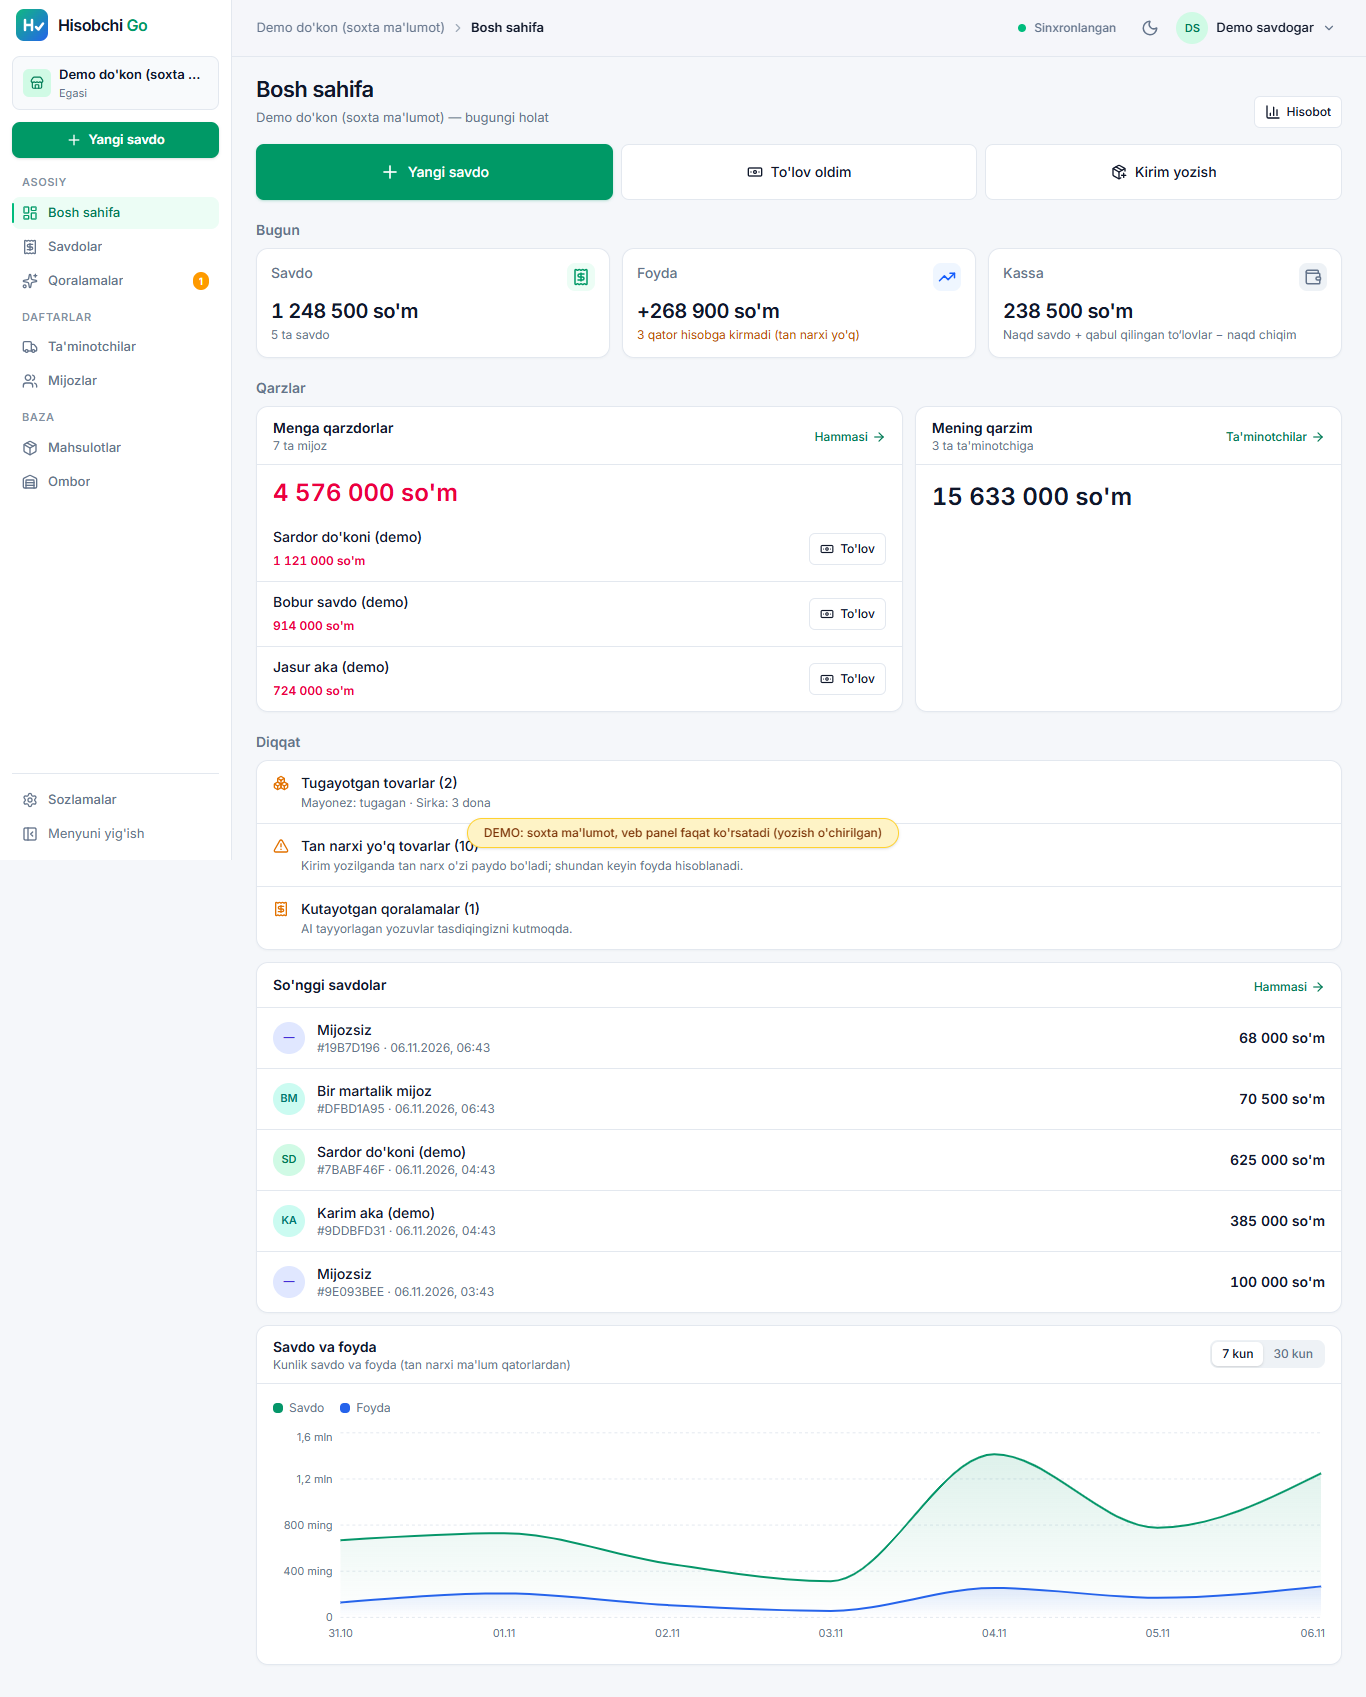 Hisobchi Go
Demo do'kon (soxta ...
Egasi
Yangi savdo
ASOSIY
Bosh sahifa
Savdolar
Qoralamalar
1
DAFTARLAR
Ta'minotchilar
Mijozlar
BAZA
Mahsulotlar
Ombor
Sozlamalar
Menyuni yig'ish
Demo do'kon (soxta ma'lumot) > Bosh sahifa
Sinxronlangan
DS
Demo savdogar
Bosh sahifa
Demo do'kon (soxta ma'lumot) — bugungi holat
Hisobot
Yangi savdo
To'lov oldim
Kirim yozish
Bugun
Savdo
1 248 500 so'm
5 ta savdo
Foyda
+268 900 so'm
3 qator hisobga kirmadi (tan narxi yo'q)
Kassa
238 500 so'm
Naqd savdo + qabul qilingan to'lovlar − naqd chiqim
Qarzlar
Menga qarzdorlar
7 ta mijoz
Hammasi →
4 576 000 so'm
Sardor do'koni (demo)
1 121 000 so'm
To'lov
Bobur savdo (demo)
914 000 so'm
To'lov
Jasur aka (demo)
724 000 so'm
To'lov
Mening qarzim
3 ta ta'minotchiga
Ta'minotchilar →
15 633 000 so'm
Diqqat
Tugayotgan tovarlar (2)
Mayonez: tugagan · Sirka: 3 dona
DEMO: soxta ma'lumot, veb panel faqat ko'rsatadi (yozish o'chirilgan)
Tan narxi yo'q tovarlar (10)
Kirim yozilganda tan narx o'zi paydo bo'ladi; shundan keyin foyda hisoblanadi.
Kutayotgan qoralamalar (1)
AI tayyorlagan yozuvlar tasdiqingizni kutmoqda.
So'nggi savdolar
Hammasi →
Mijozsiz
#19B7D196 · 06.11.2026, 06:43
68 000 so'm
BM
Bir martalik mijoz
#DFBD1A95 · 06.11.2026, 06:43
70 500 so'm
SD
Sardor do'koni (demo)
#7BABF46F · 06.11.2026, 04:43
625 000 so'm
KA
Karim aka (demo)
#9DDBFD31 · 06.11.2026, 04:43
385 000 so'm
Mijozsiz
#9E093BEE · 06.11.2026, 03:43
100 000 so'm
Savdo va foyda
Kunlik savdo va foyda (tan narxi ma'lum qatorlardan)
7 kun
30 kun
Savdo
Foyda
1,6 mln
1,2 mln
800 ming
400 ming
0
31.10
01.11
02.11
03.11
04.11
05.11
06.11